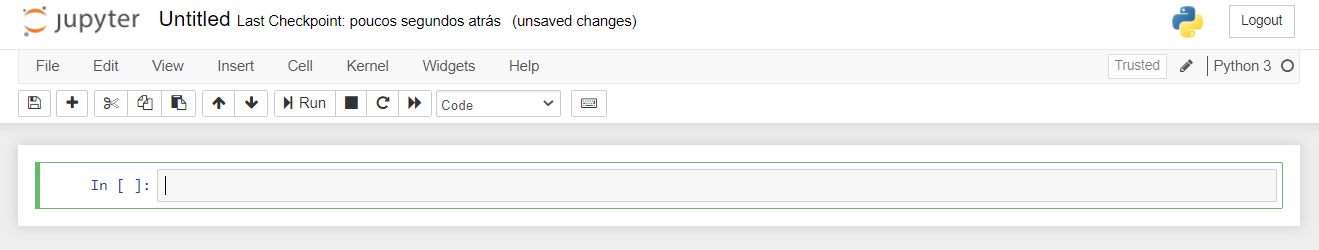 jupyter Untitled Last Checkpoint: poucos segundos atrás (unsaved changes) Logout
File Edit View Insert Cell Kernel Widgets Help Trusted Python 3
Run Code
In [ ]: